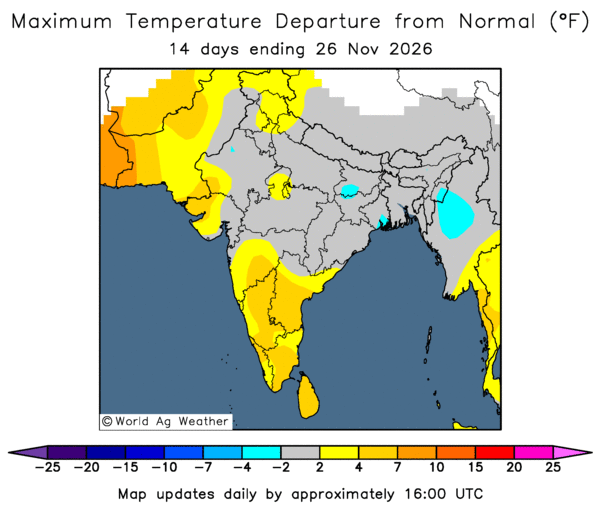 Maximum Temperature Departure from Normal (°F)
14 days ending 26 Nov 2026
©World Ag Weather
-25 -20 -15 -10 -7 -4 -2 2 4 7 10 15 20 25
Map updates daily by approximately 16:00 UTC